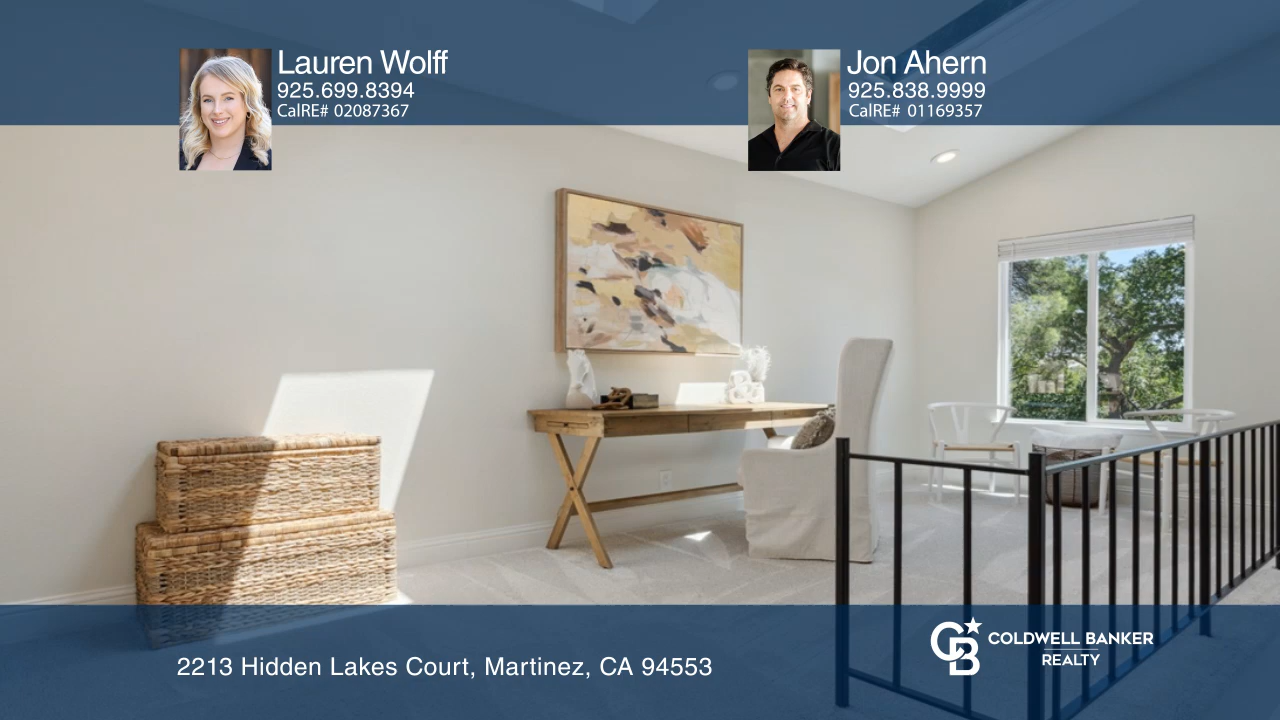 Lauren Wolff
925.699.8394
CalRE# 02087367
Jon Ahern
925.838.9999
CalRE# 01169357
2213 Hidden Lakes Court, Martinez, CA 94553
CB
COLDWELL BANKER
REALTY